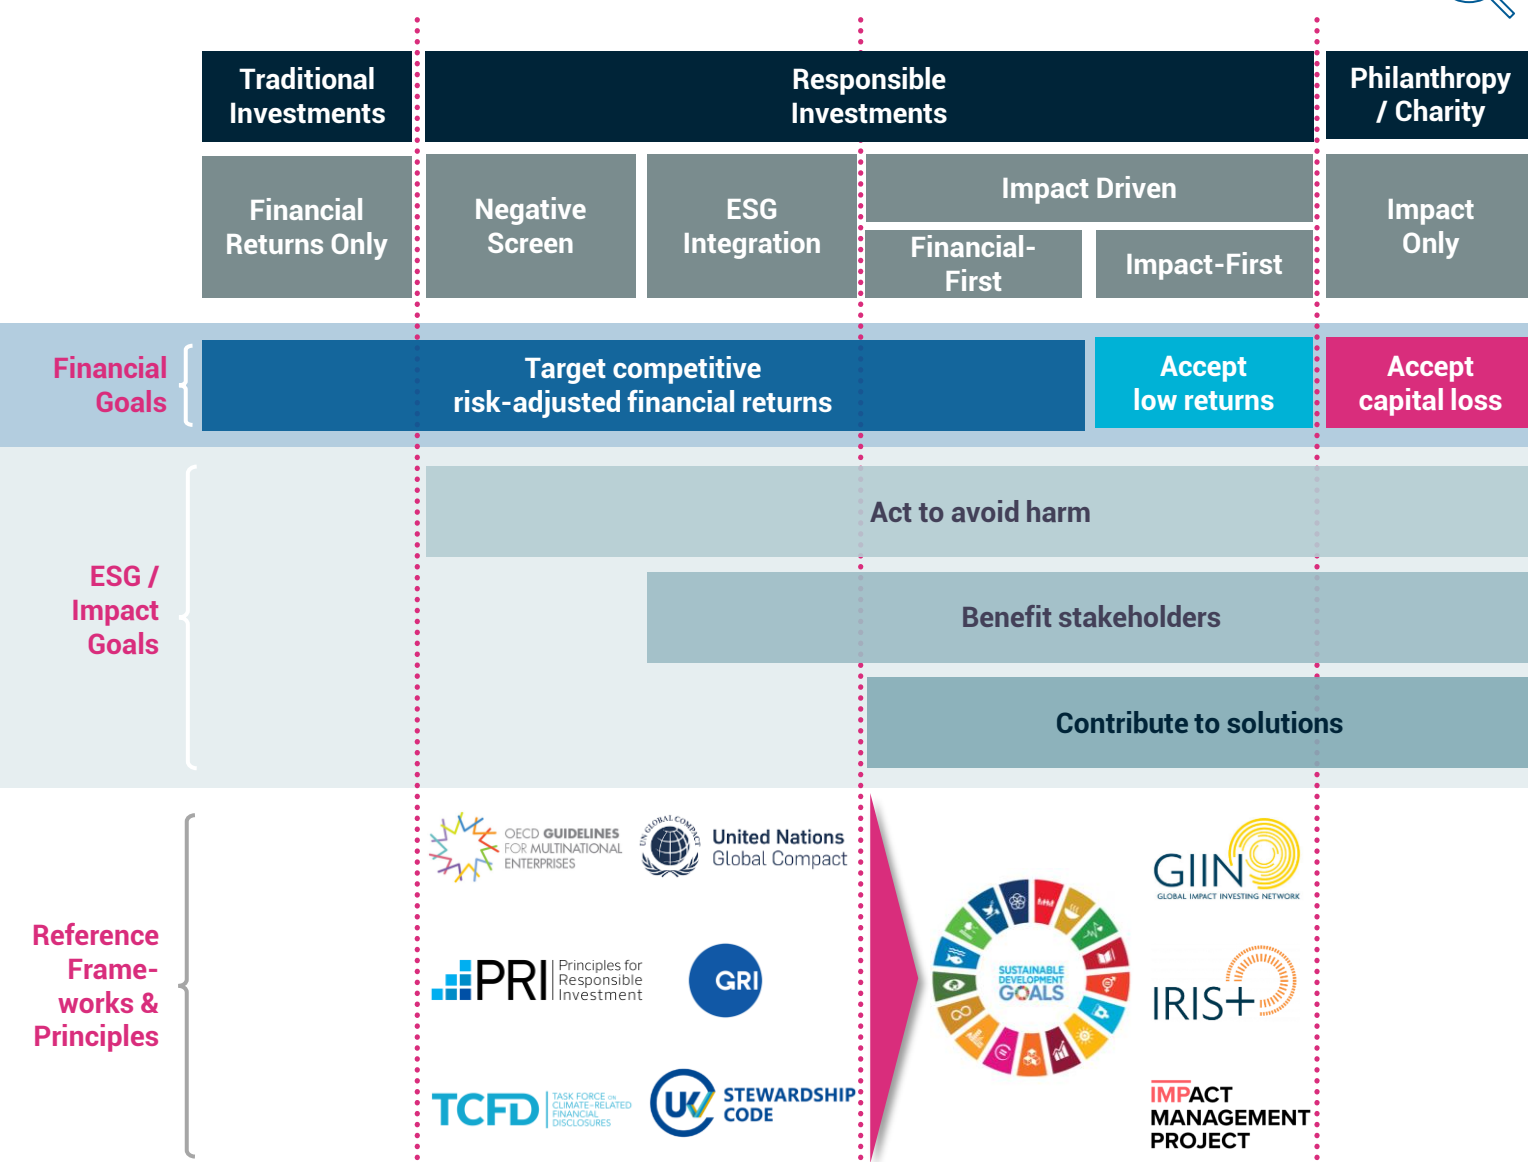 Traditional
Investments
Responsible
Investments
Philanthropy
/ Charity
Financial
Returns Only
Negative
Screen
ESG
Integration
Impact Driven
Financial-
First
Impact-First
Impact
Only
Financial
Goals
Target competitive
risk-adjusted financial returns
Accept
low returns
Accept
capital loss
ESG /
Impact
Goals
Act to avoid harm
Benefit stakeholders
Contribute to solutions
Reference
Frame-
works &
Principles
OECD GUIDELINES
FOR MULTINATIONAL
ENTERPRISES
UN GLOBAL COMPACT
United Nations
Global Compact
PRI
Principles for
Responsible
Investment
GRI
TCFD
TASK FORCE ON
CLIMATE-RELATED
FINANCIAL
DISCLOSURES
UK
STEWARDSHIP
CODE
SUSTAINABLE
DEVELOPMENT
GOALS
GIIN
GLOBAL IMPACT INVESTING NETWORK
IRIS+
IMPACT
MANAGEMENT
PROJECT